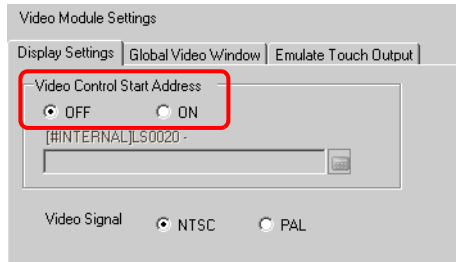 Video Module Settings
Display Settings Global Video Window Emulate Touch Output
Video Control Start Address
OFF ON
[#INTERNAL]LS0020 -
Video Signal NTSC PAL